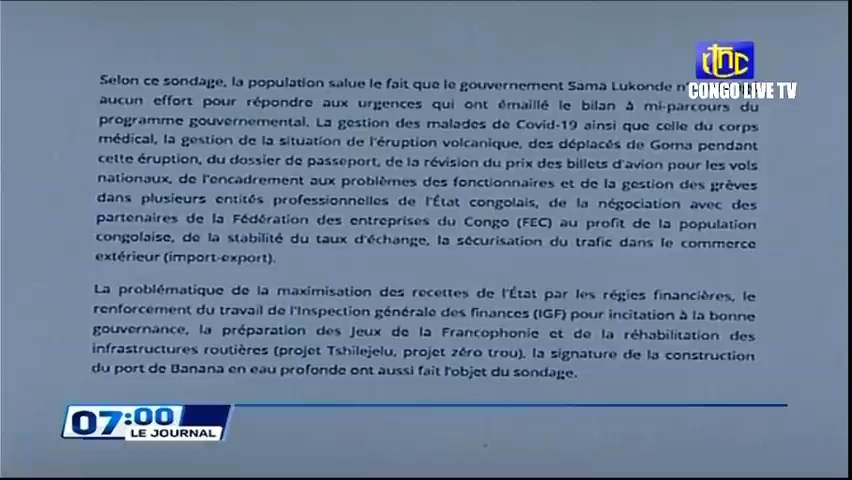 rtnc
CONGO LIVE TV
Selon ce sondage, la population salue le fait que le gouvernement Sama Lukonde
aucun effort pour répondre aux urgences qui ont émaillé le bilan à mi-parcours du
programme gouvernemental. La gestion des malades de Covid-19 ainsi que celle du corps
médical, la gestion de la situation de l'éruption volcanique, des déplacés de Goma pendant
cette éruption, du dossier de passeport, de la révision du prix des billets d'avion pour les vols
nationaux, de l'encadrement aux problèmes des fonctionnaires et de la gestion des grèves
dans plusieurs entités professionnelles de l'État congolais, de la négociation avec des
partenaires de la Fédération des entreprises du Congo (FEC) au profit de la population
congolaise, de la stabilité du taux d'échange, la sécurisation du trafic dans le commerce
extérieur (import-export).
La problématique de la maximisation des recettes de l'État par les régies financières, le
renforcement du travail de l'Inspection générale des finances (IGF) pour incitation à la bonne
gouvernance, la préparation des Jeux de la Francophonie et de la réhabilitation des
infrastructures routières (projet Tshilejelu, projet zéro trou), la signature de la construction
du port de Banana en eau profonde ont aussi fait l'objet du sondage.
07:00
LE JOURNAL